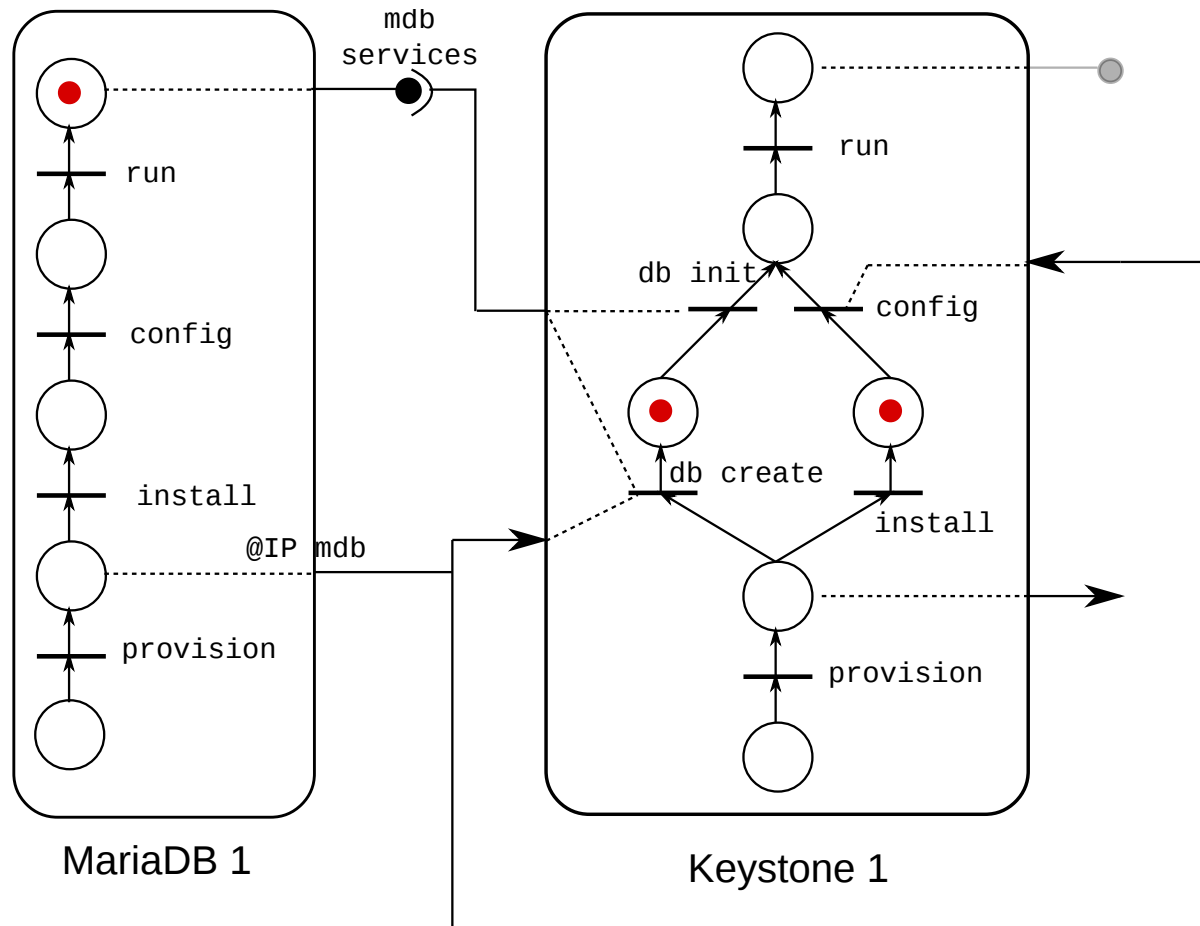 mdb
services
run
config
install
@IP mdb
provision
MariaDB 1
run
db init
config
db create
install
provision
Keystone 1